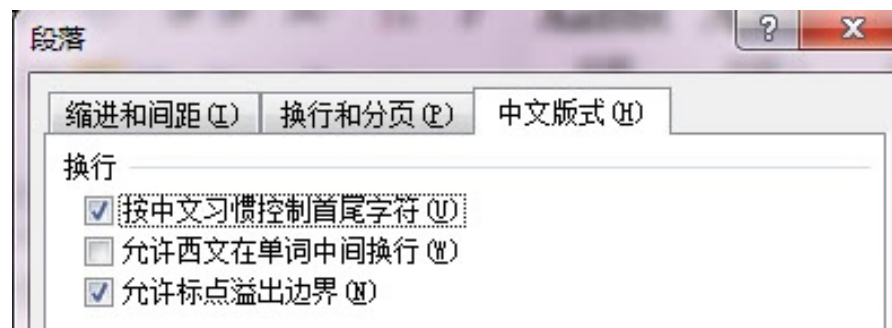 段落
缩进和间距(I) 换行和分页(P) 中文版式(H)
换行
按中文习惯控制首尾字符(U)
允许西文在单词中间换行(W)
允许标点溢出边界(N)